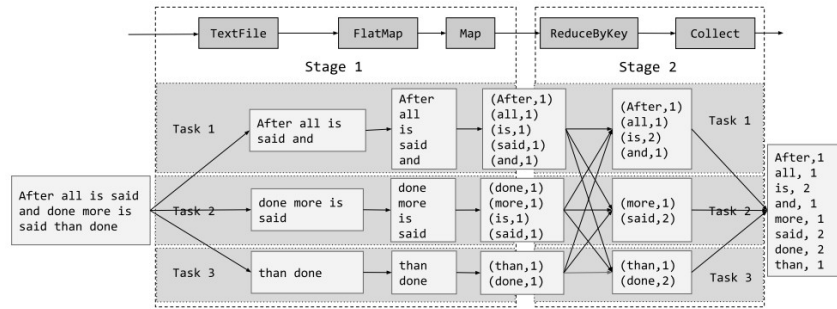 TextFile
FlatMap
Map
ReduceByKey
Collect
Stage 1
Stage 2
After all is said
and done more is
said than done
Task 1
After all is
said and
After
all
is
said
and
(After,1)
(all,1)
(is,1)
(said,1)
(and,1)
(After,1)
(all,1)
(is,2)
(and,1)
Task 1
Task 2
done more is
said
done
more
is
said
(done,1)
(more,1)
(is,1)
(said,1)
(more,1)
(said,2)
Task 2
Task 3
than done
than
done
(than,1)
(done,1)
(than,1)
(done,2)
Task 3
After,1
all, 1
is, 2
and, 1
more, 1
said, 2
done, 2
than, 1